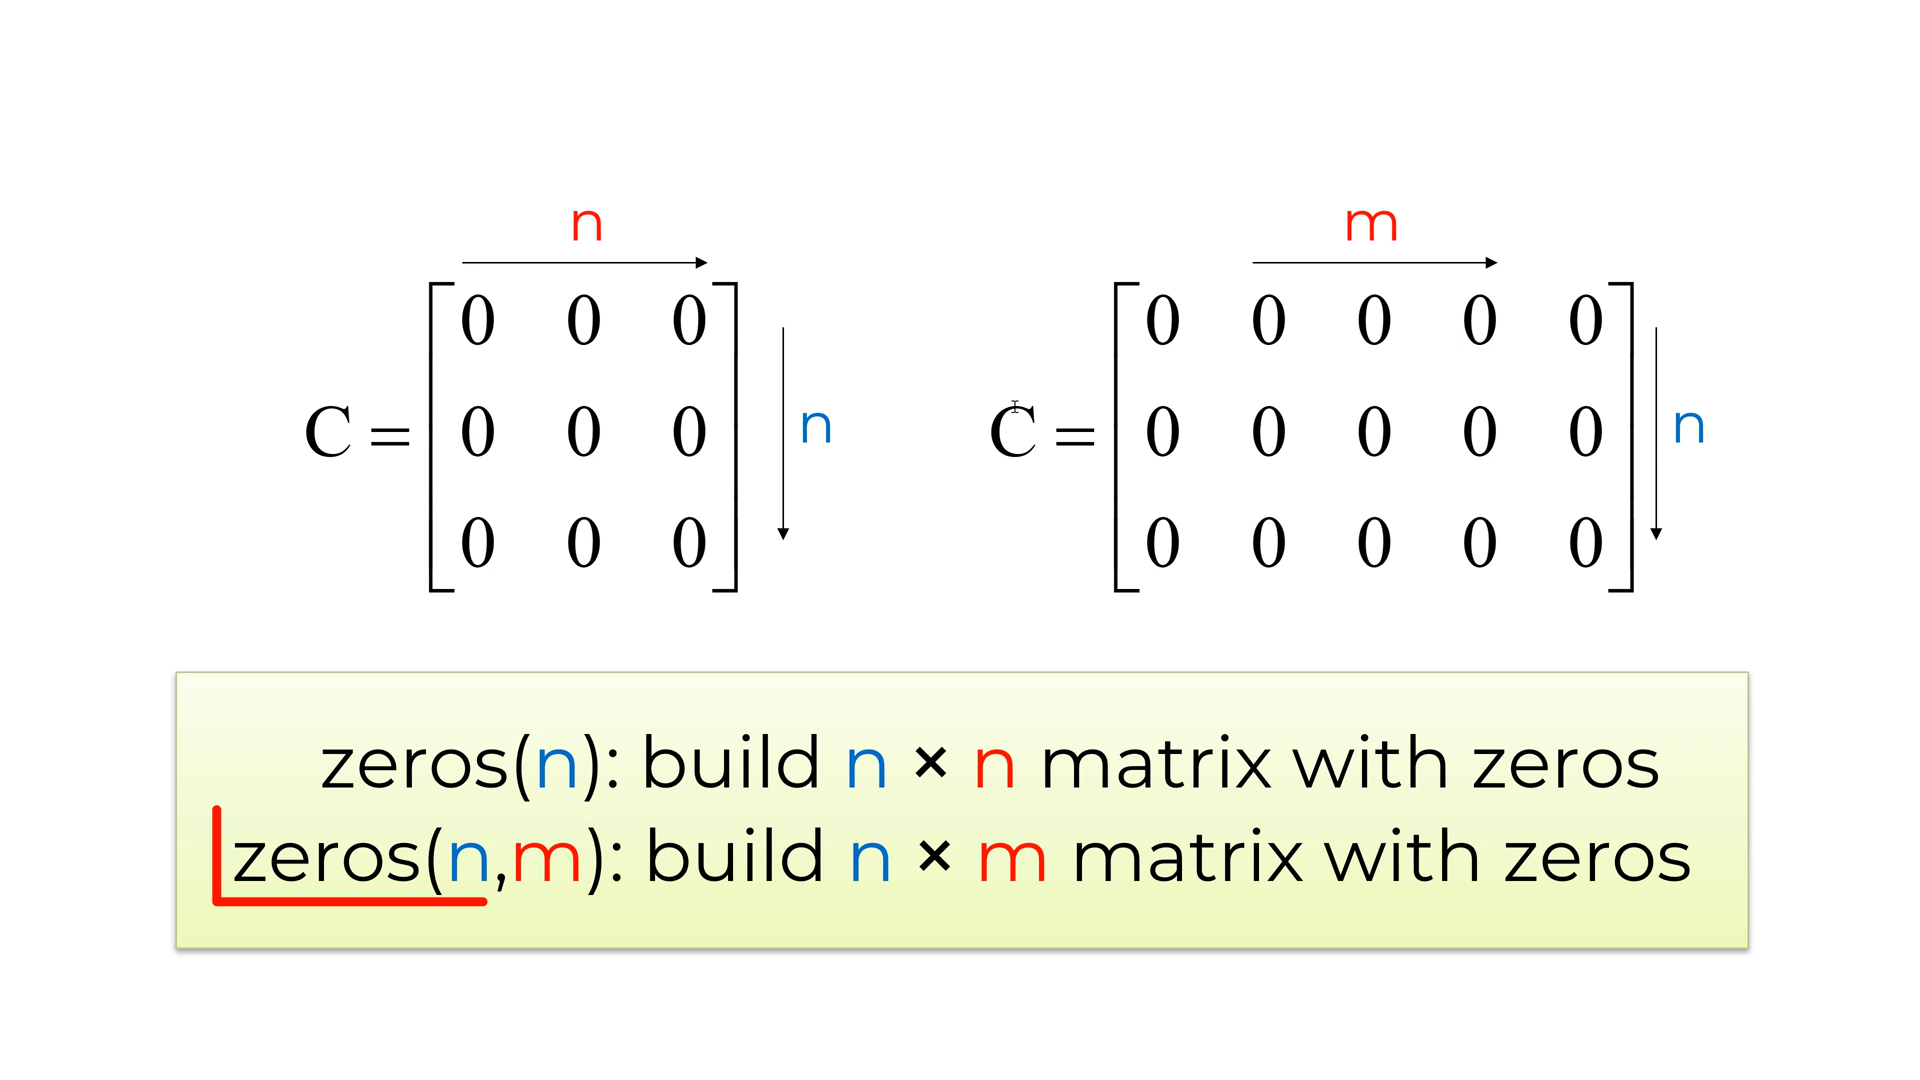 n
m
0 0 0
0 0 0 0 0
C = 0 0 0 n
C = 0 0 0 0 0 n
0 0 0
0 0 0 0 0
zeros(n): build n × n matrix with zeros
zeros(n,m): build n × m matrix with zeros